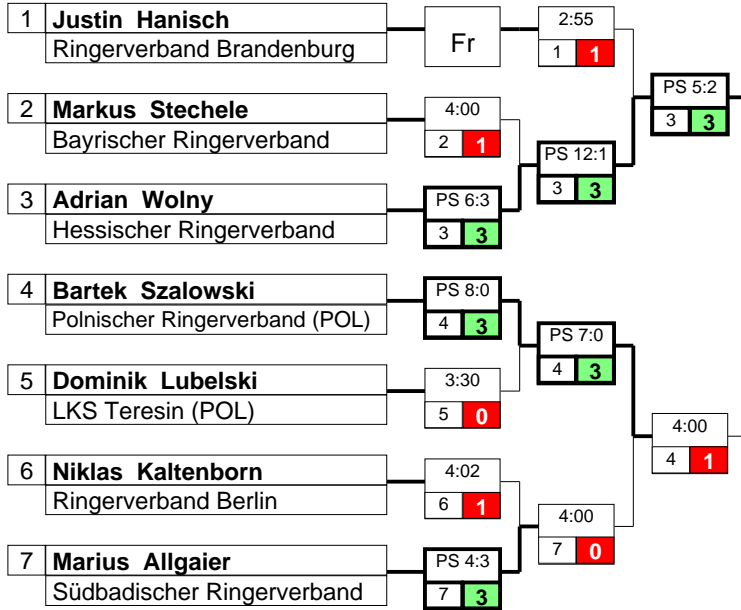 1 Justin Hanisch
Ringerverband Brandenburg
Fr
2:55
1 1
PS 5:2
3 3
2 Markus Stechele
Bayrischer Ringerverband
4:00
2 1
PS 12:1
3 3
3 Adrian Wolny
Hessischer Ringerverband
PS 6:3
3 3
4 Bartek Szalowski
Polnischer Ringerverband (POL)
PS 8:0
4 3
PS 7:0
4 3
5 Dominik Lubelski
LKS Teresin (POL)
3:30
5 0
4:00
4 1
6 Niklas Kaltenborn
Ringerverband Berlin
4:02
6 1
4:00
7 0
7 Marius Allgaier
Südbadischer Ringerverband
PS 4:3
7 3